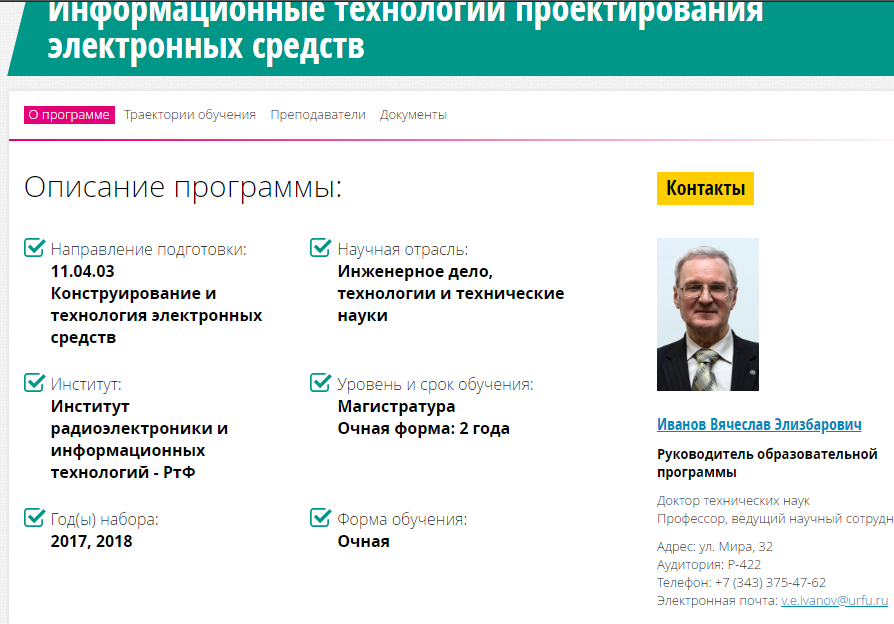 Информационные технологии проектирования
электронных средств
О программе Траектории обучения Преподаватели Документы
Описание программы:
Направление подготовки:
11.04.03
Конструирование и
технология электронных
средств
Научная отрасль:
Инженерное дело,
технологии и технические
науки
Институт:
Институт
радиоэлектроники и
информационных
технологий - РтФ
Уровень и срок обучения:
Магистратура
Очная форма: 2 года
Год(ы) набора:
2017, 2018
Форма обучения:
Очная
Контакты
Иванов Вячеслав Элизбарович
Руководитель образовательной
программы
Доктор технических наук
Профессор, ведущий научный сотрудн
Адрес: ул. Мира, 32
Аудитория: Р-422
Телефон: +7 (343) 375-47-62
Электронная почта: v.e.ivanov@urfu.ru